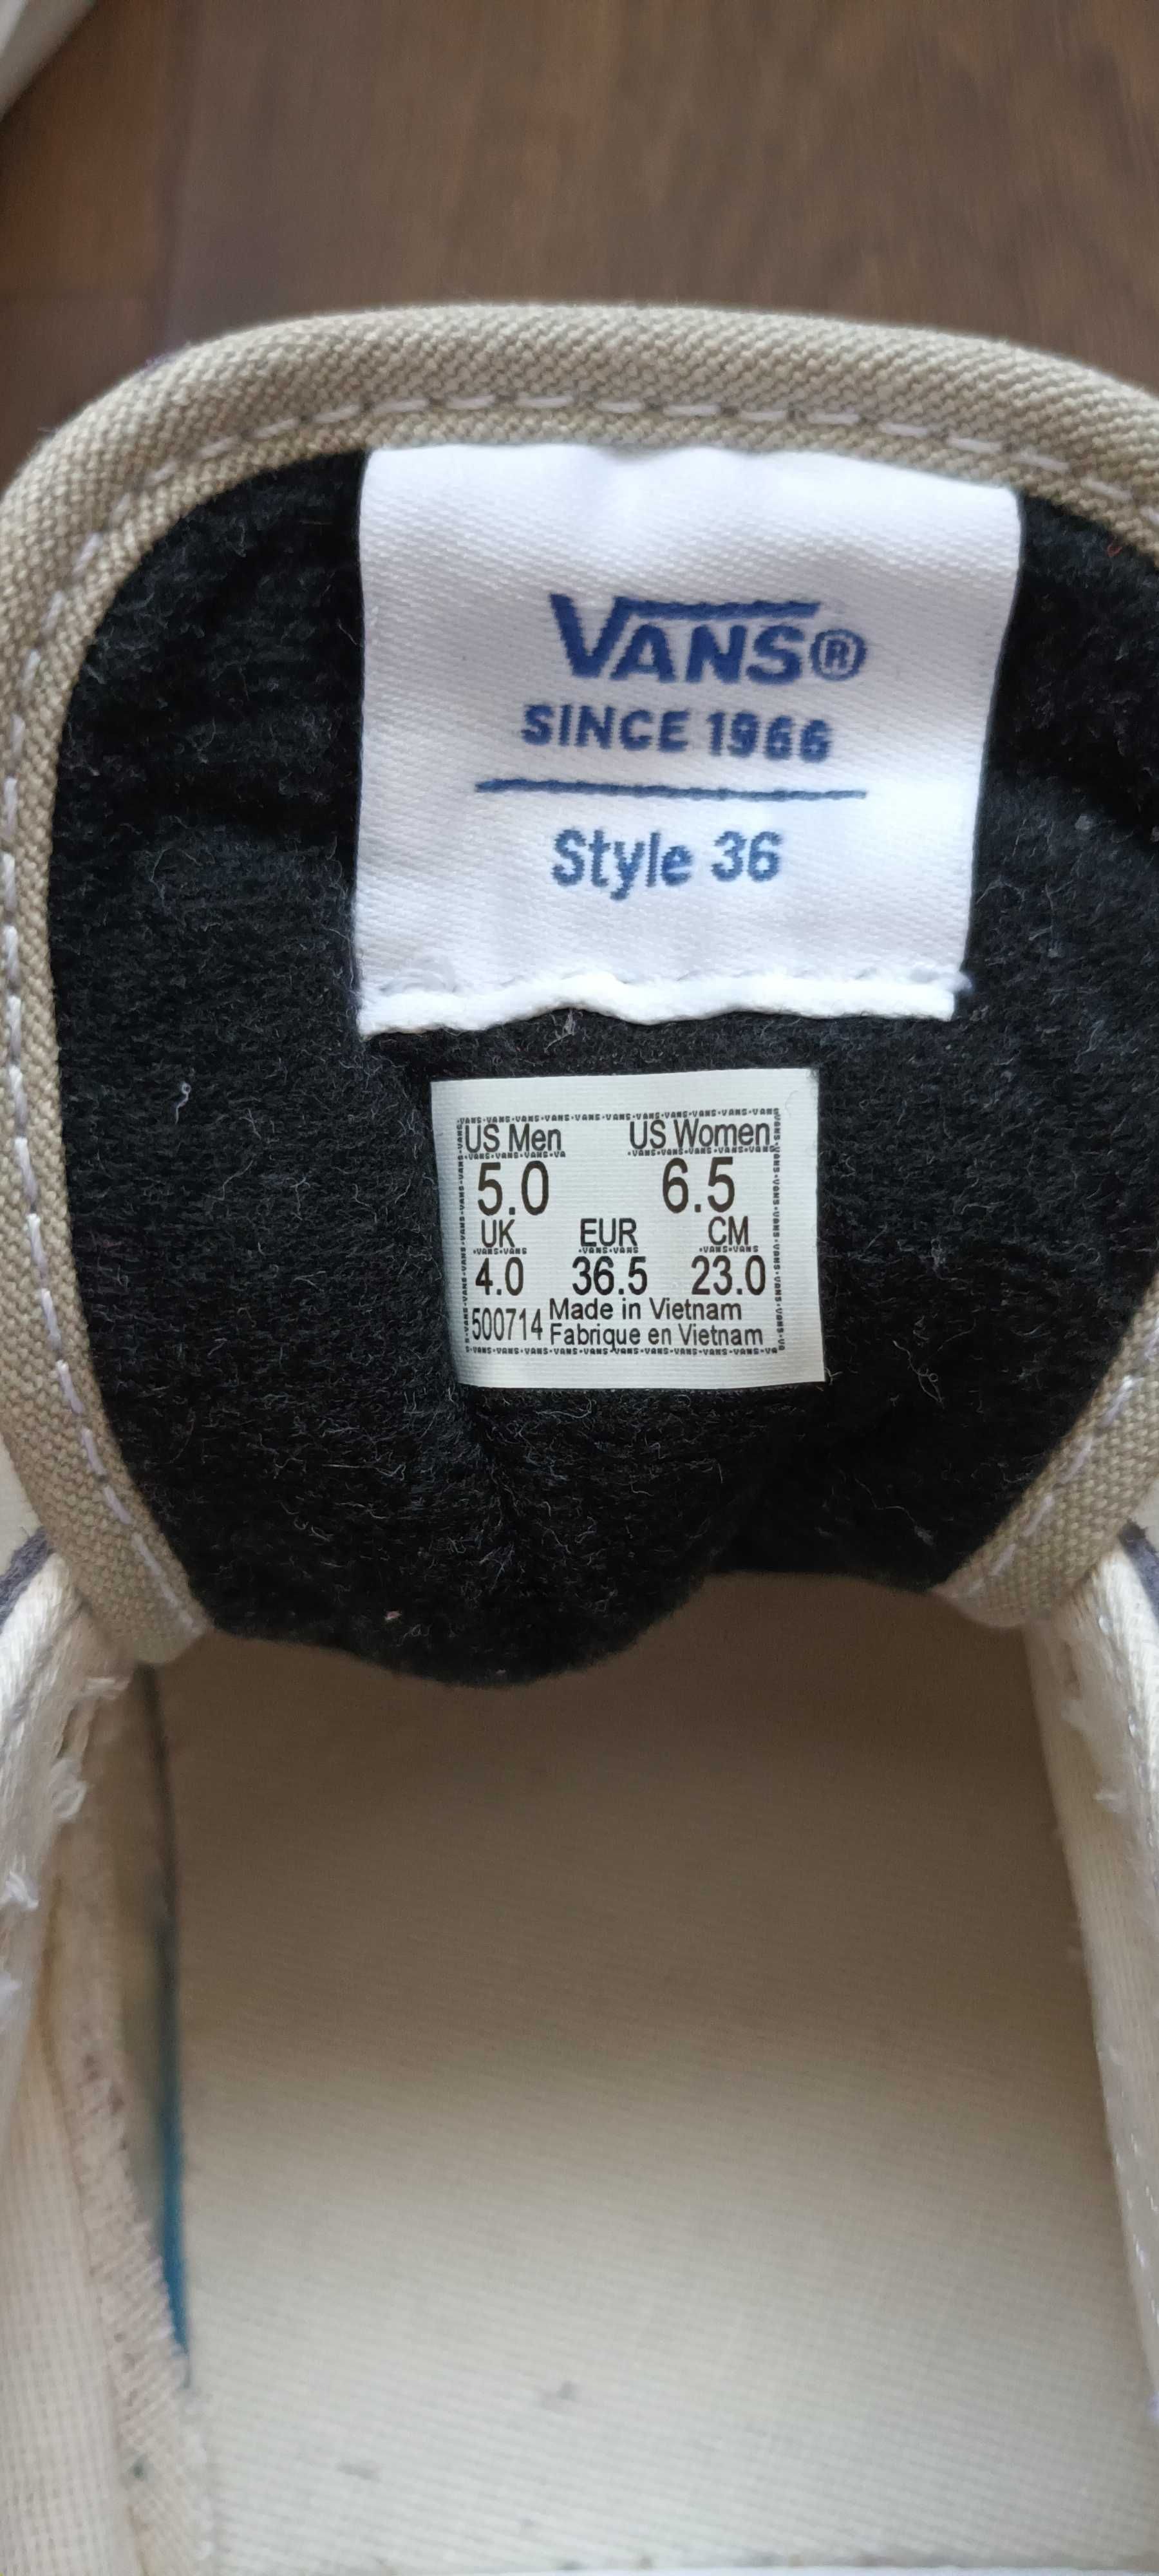 VANS®
SINCE 1966
Style 36
US Men US Women
5.0 6.5
UK EUR CM
4.0 36.5 23.0
500714 Made in Vietnam
Fabrique en Vietnam